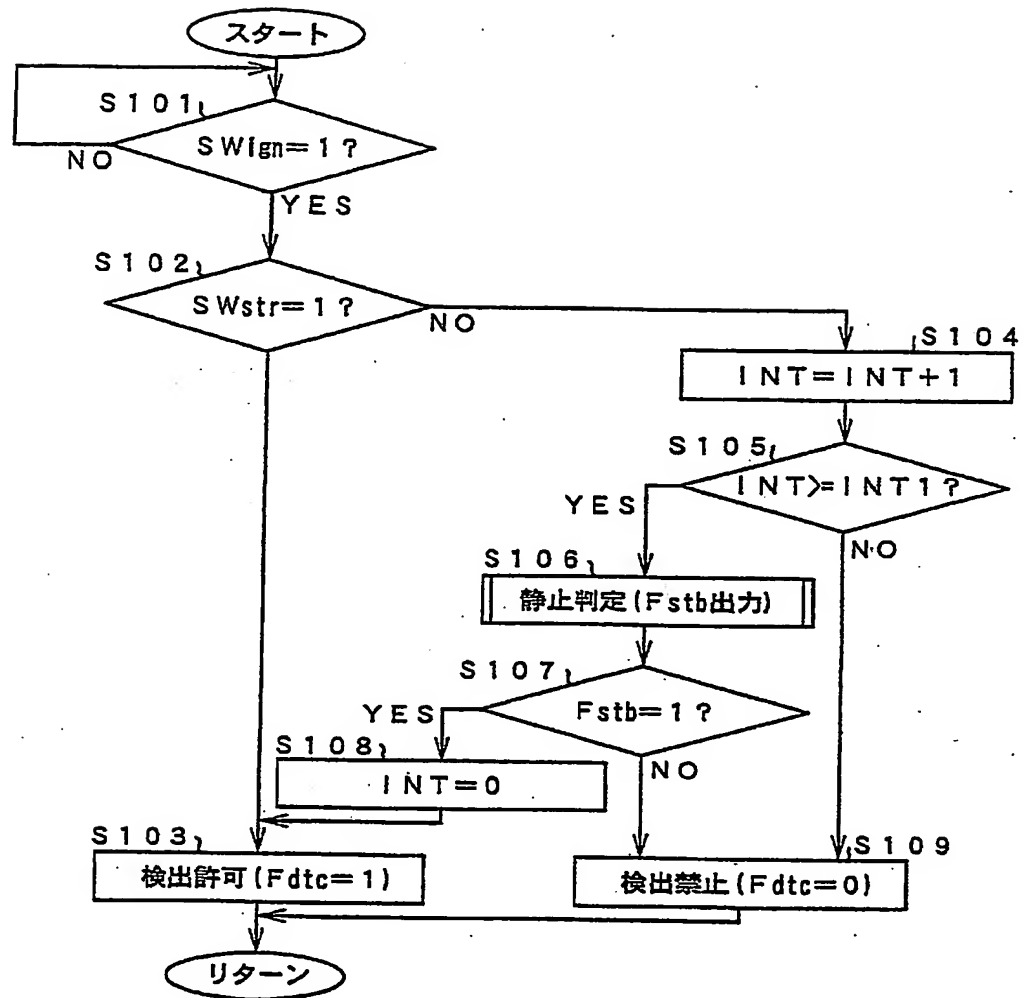 スタート
S101
SWign=1?
NO
YES
S102
SWstr=1?
NO
S104
INT=INT+1
S105
INT>=INT1?
YES
NO
S106
静止判定(Fstb出力)
S107
Fstb=1?
YES
NO
S108
INT=0
S103
検出許可(Fdtc=1)
S109
検出禁止(Fdtc=0)
リターン